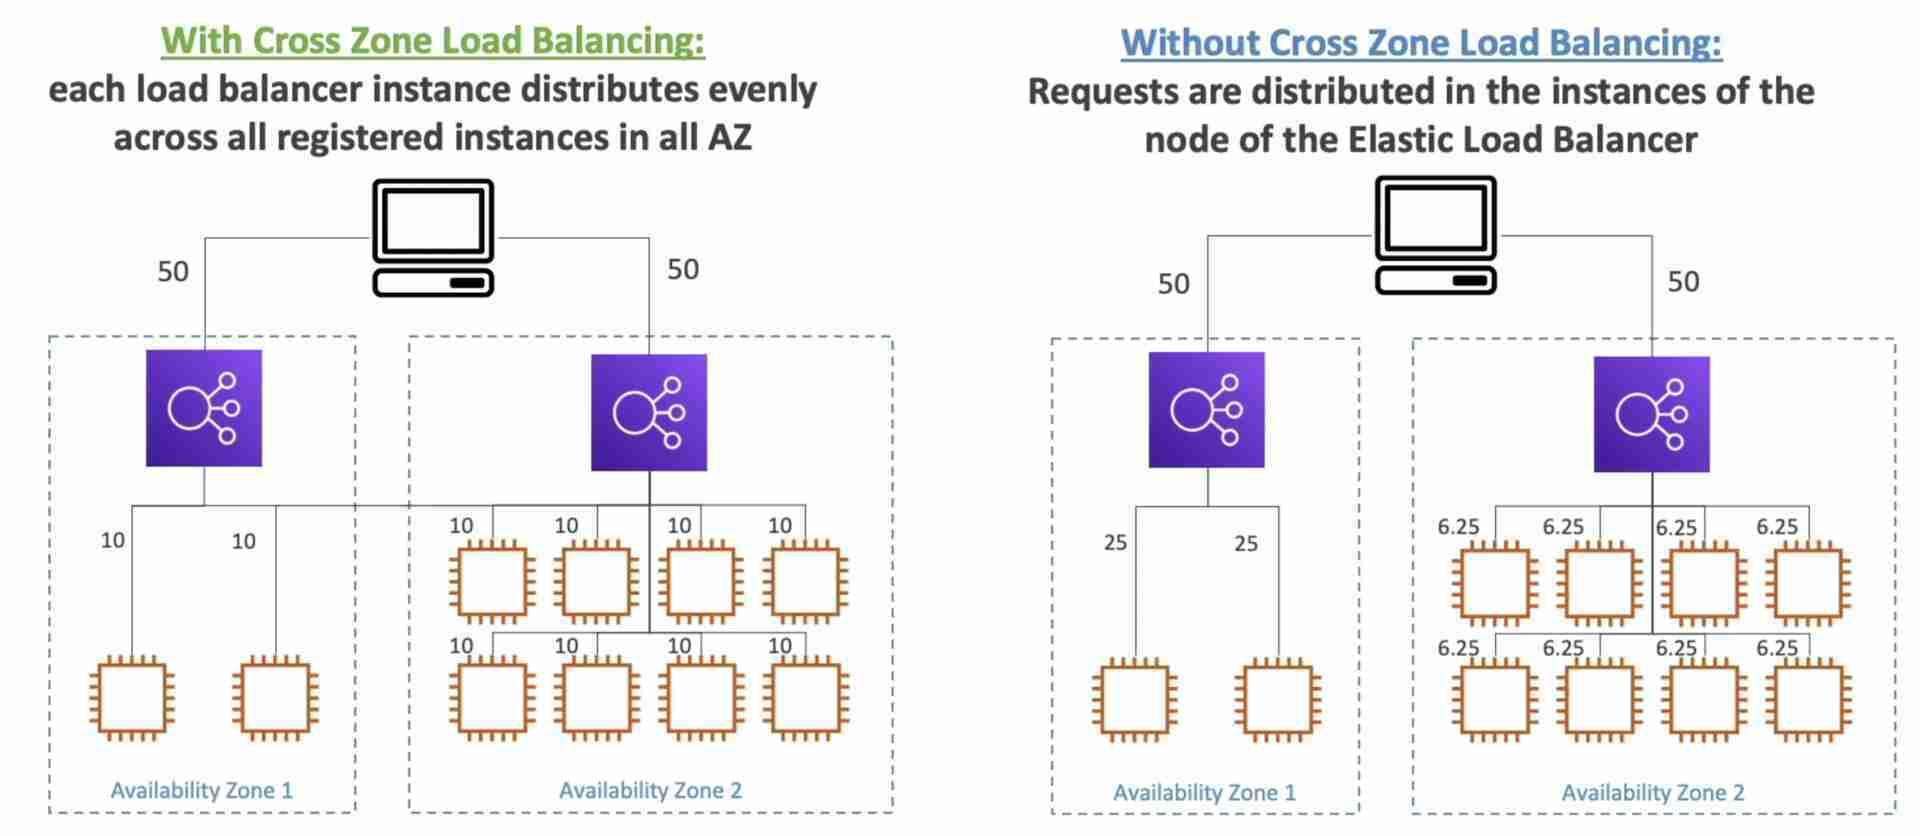 With Cross Zone Load Balancing:
each load balancer instance distributes evenly
across all registered instances in all AZ
50
50
10
10
10
10
10
10
10
10
10
10
Availability Zone 1
Availability Zone 2
Without Cross Zone Load Balancing:
Requests are distributed in the instances of the
node of the Elastic Load Balancer
50
50
25
25
6.25
6.25
6.25
6.25
6.25
6.25
6.25
6.25
Availability Zone 1
Availability Zone 2